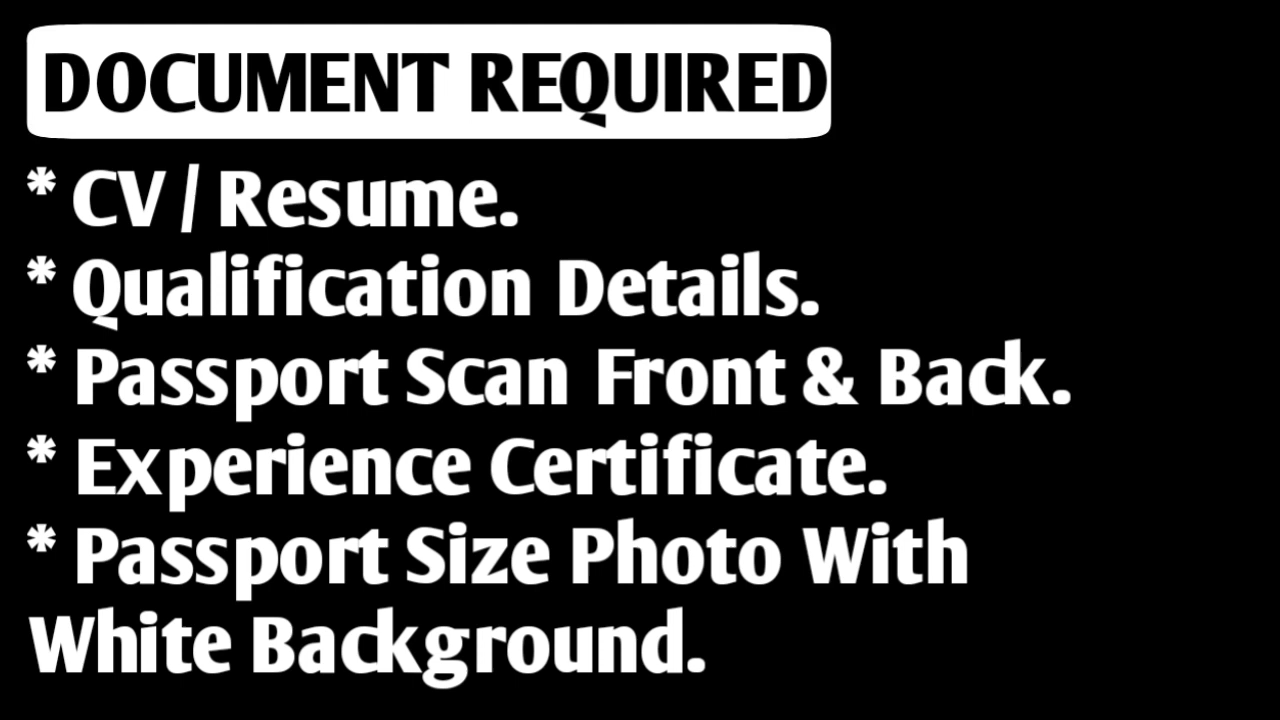 DOCUMENT REQUIRED
* CV / Resume.
* Qualification Details.
* Passport Scan Front & Back.
* Experience Certificate.
* Passport Size Photo With
White Background.